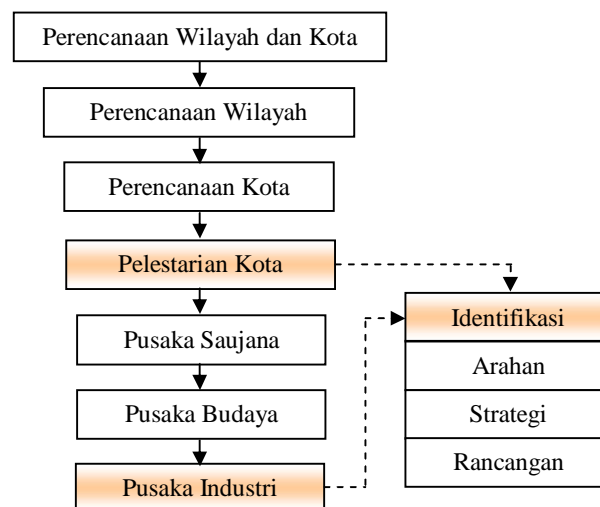 Perencanaan Wilayah dan Kota
Perencanaan Wilayah
Perencanaan Kota
Pelestarian Kota
Pusaka Saujana
Pusaka Budaya
Pusaka Industri
Identifikasi
Arahan
Strategi
Rancangan